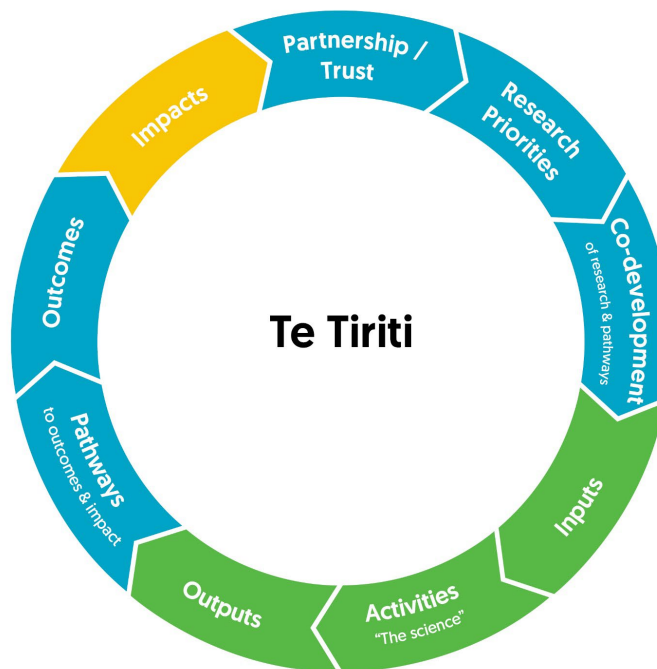 Partnership /
Trust
Research
Priorities
Co-development
of research & pathways
Inputs
Activities
“The science”
Outputs
Pathways
to outcomes & impact
Outcomes
Impacts
Te Tiriti